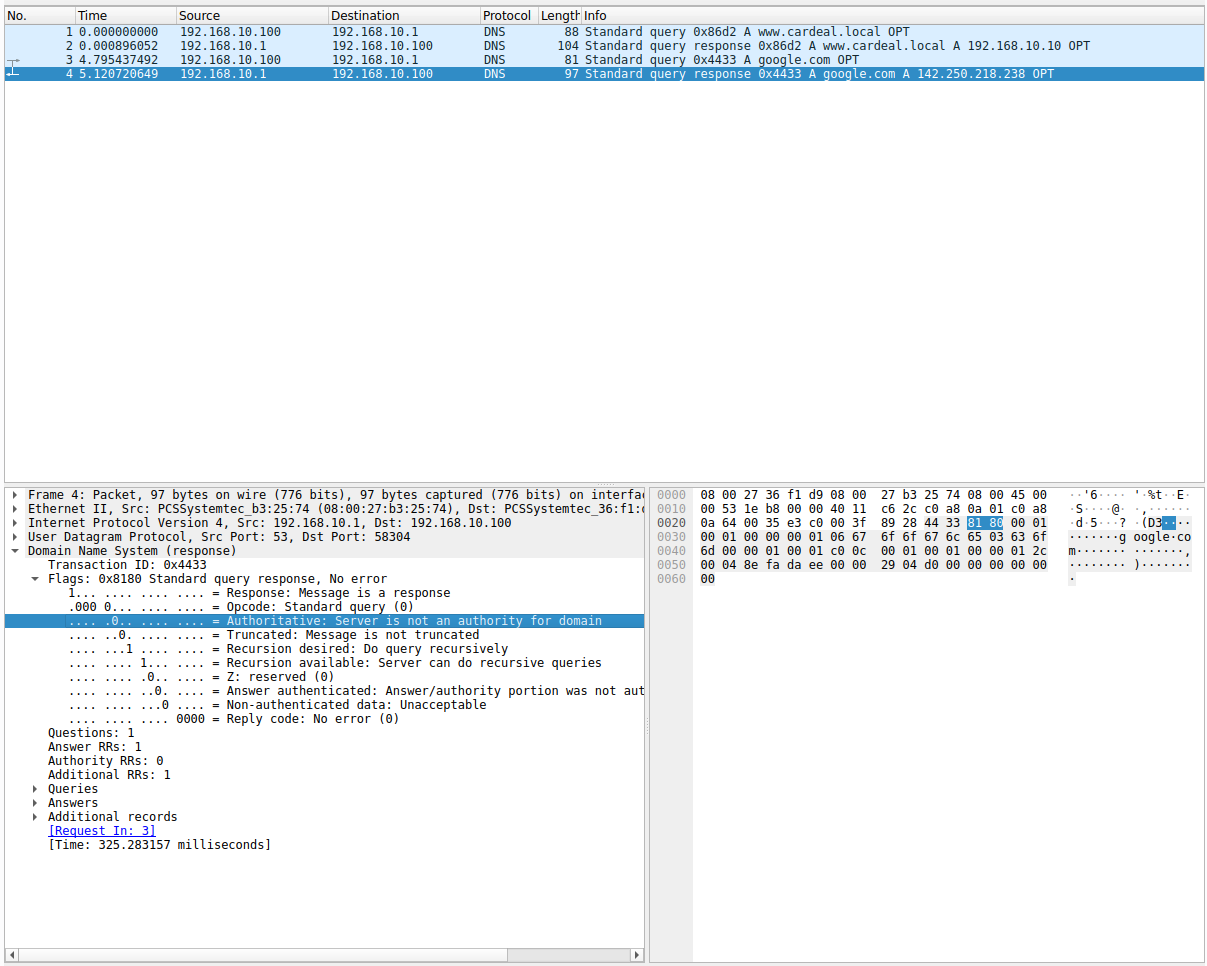 No. Time Source Destination Protocol Length Info
1 0.000000000 192.168.10.100 192.168.10.1 DNS 88 Standard query 0x86d2 A www.cardeal.local OPT
2 0.000896052 192.168.10.1 192.168.10.100 DNS 104 Standard query response 0x86d2 A www.cardeal.local A 192.168.10.10 OPT
3 4.795437492 192.168.10.100 192.168.10.1 DNS 81 Standard query 0x4433 A google.com OPT
4 5.120720649 192.168.10.1 192.168.10.100 DNS 97 Standard query response 0x4433 A google.com A 142.250.218.238 OPT
Frame 4: Packet, 97 bytes on wire (776 bits), 97 bytes captured (776 bits) on interfa
Ethernet II, Src: PCSSystemtec_b3:25:74 (08:00:27:b3:25:74), Dst: PCSSystemtec_36:f1:
Internet Protocol Version 4, Src: 192.168.10.1, Dst: 192.168.10.100
User Datagram Protocol, Src Port: 53, Dst Port: 58304
Domain Name System (response)
Transaction ID: 0x4433
Flags: 0x8180 Standard query response, No error
1... .... .... .... = Response: Message is a response
.000 0... .... .... = Opcode: Standard query (0)
.... .0.. .... .... = Authoritative: Server is not an authority for domain
.... ..0. .... .... = Truncated: Message is not truncated
.... ...1 .... .... = Recursion desired: Do query recursively
.... .... 1... .... = Recursion available: Server can do recursive queries
.... .... .0.. .... = Z: reserved (0)
.... .... ..0. .... = Answer authenticated: Answer/authority portion was not aut
.... .... ...0 .... = Non-authenticated data: Unacceptable
.... .... .... 0000 = Reply code: No error (0)
Questions: 1
Answer RRs: 1
Authority RRs: 0
Additional RRs: 1
Queries
Answers
Additional records
[Request In: 3]
[Time: 325.283157 milliseconds]
0000 08 00 27 36 f1 d9 08 00 27 b3 25 74 08 00 45 00 ··'6···· '·%t··E·
0010 00 53 1e b8 00 00 40 11 c6 2c c0 a8 0a 01 c0 a8 ·S····@· ·,······
0020 0a 64 00 35 e3 c0 00 3f 89 28 44 33 81 80 00 01 ·d·5···? ·(D3····
0030 00 01 00 00 00 01 06 67 6f 6f 67 6c 65 03 63 6f ·······g oogle·co
0040 6d 00 00 01 00 01 c0 0c 00 01 00 01 00 00 01 2c m······· ·······,
0050 00 04 8e fa da ee 00 00 29 04 d0 00 00 00 00 00 ········ )·······
0060 00 ·